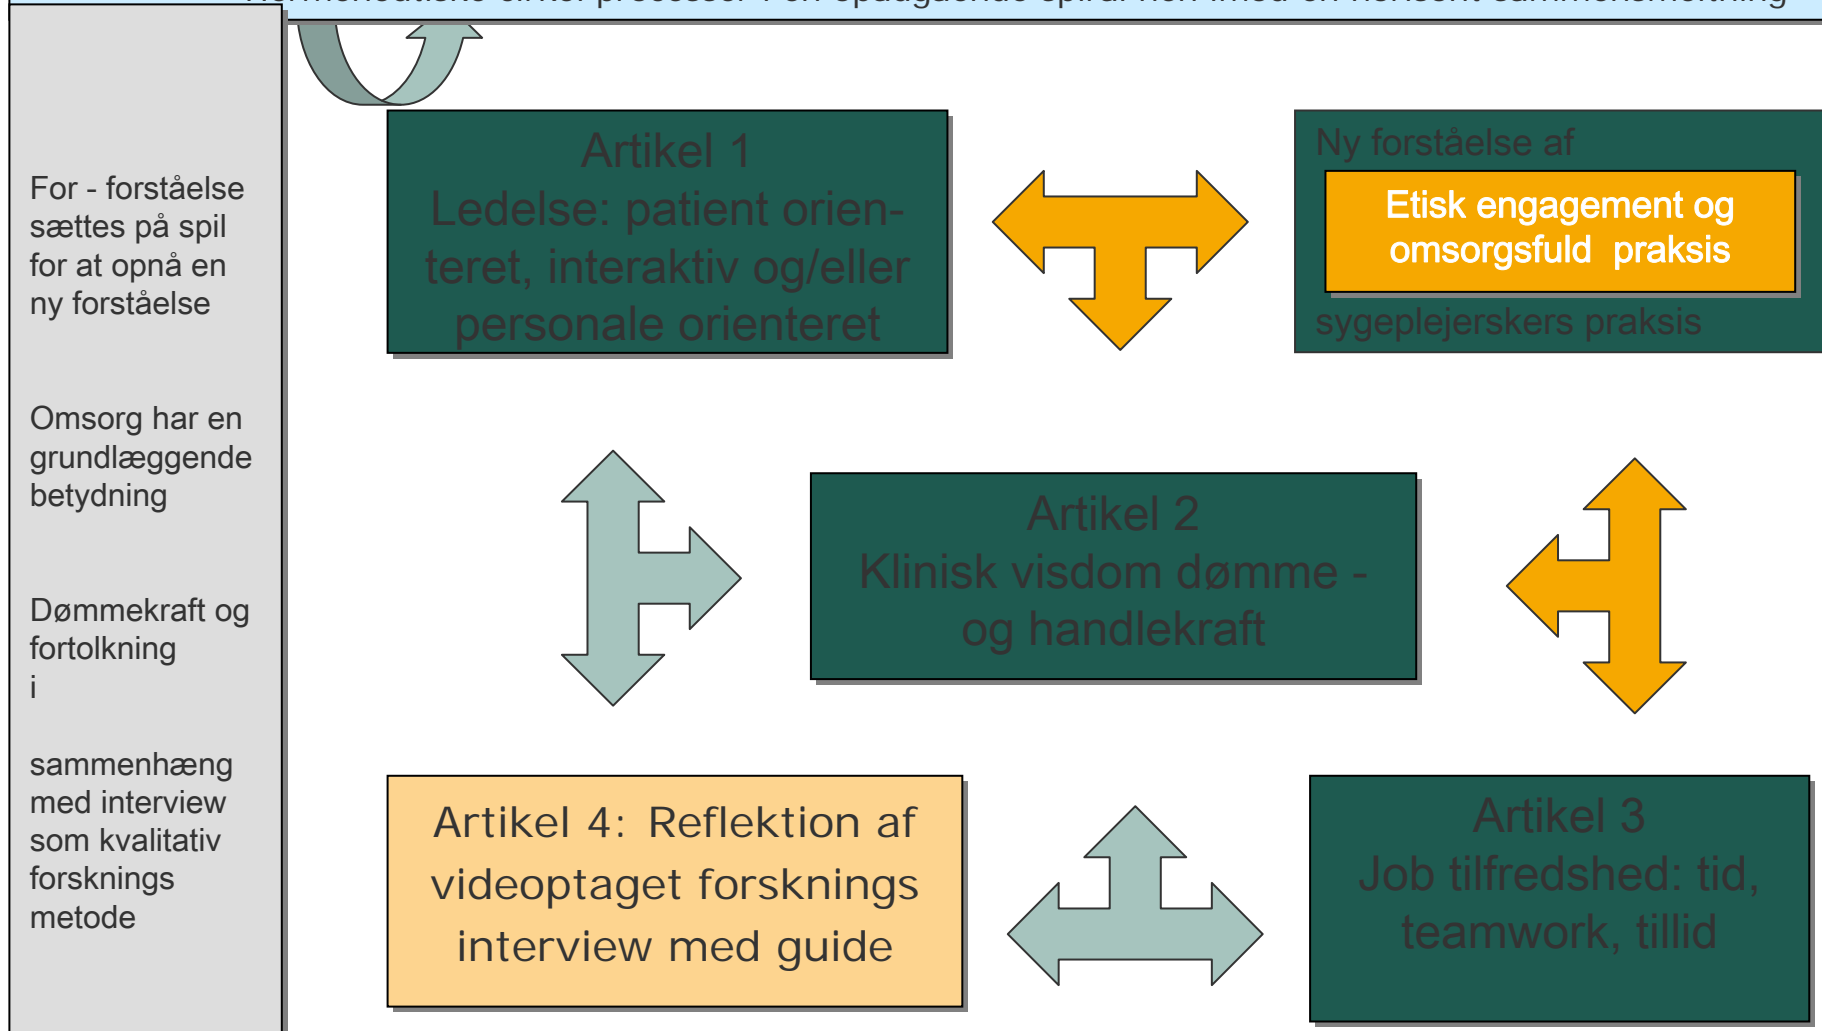 For - forståelse
sættes på spil
for at opnå en
ny forståelse
Omsorg har en
grundlæggende
betydning
Dømmekraft og
fortolkning
i
sammenhæng
med interview
som kvalitativ
forsknings
metode
Artikel 1
Ledelse: patient orien-
teret, interaktiv og/eller
personale orienteret
Ny forståelse af
Etisk engagement og
omsorgsfuld praksis
sygeplejerskers praksis
Artikel 2
Klinisk visdom dømme -
og handlekraft
Artikel 4: Reflektion af
videoptaget forsknings
interview med guide
Artikel 3
Job tilfredshed: tid,
teamwork, tillid